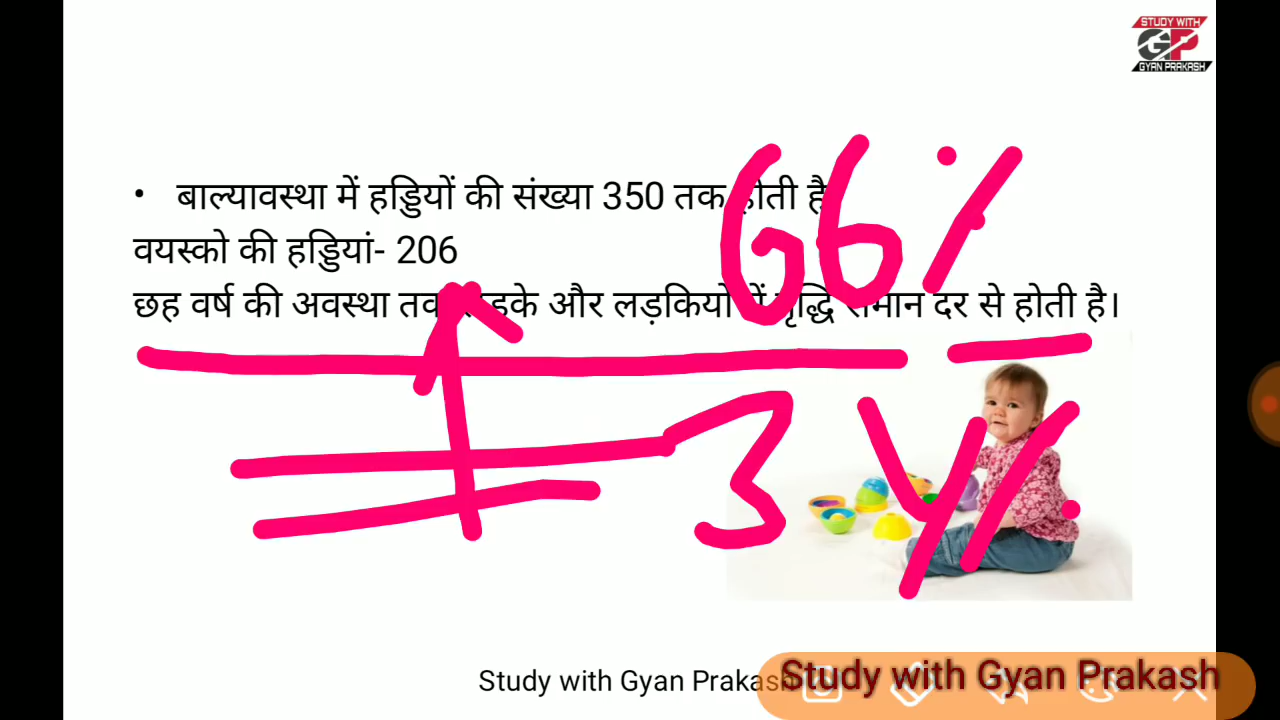 STUDY WITH
GP
GYAN PRAKASH
• बाल्यावस्था में हड्डियों की संख्या 350 तक होती है
वयस्को की हड्डियां- 206
छह वर्ष की अवस्था तक लड़के और लड़कियों में वृद्धि समान दर से होती है।
66%
34%
Study with Gyan Prakash
Study with Gyan Prakash